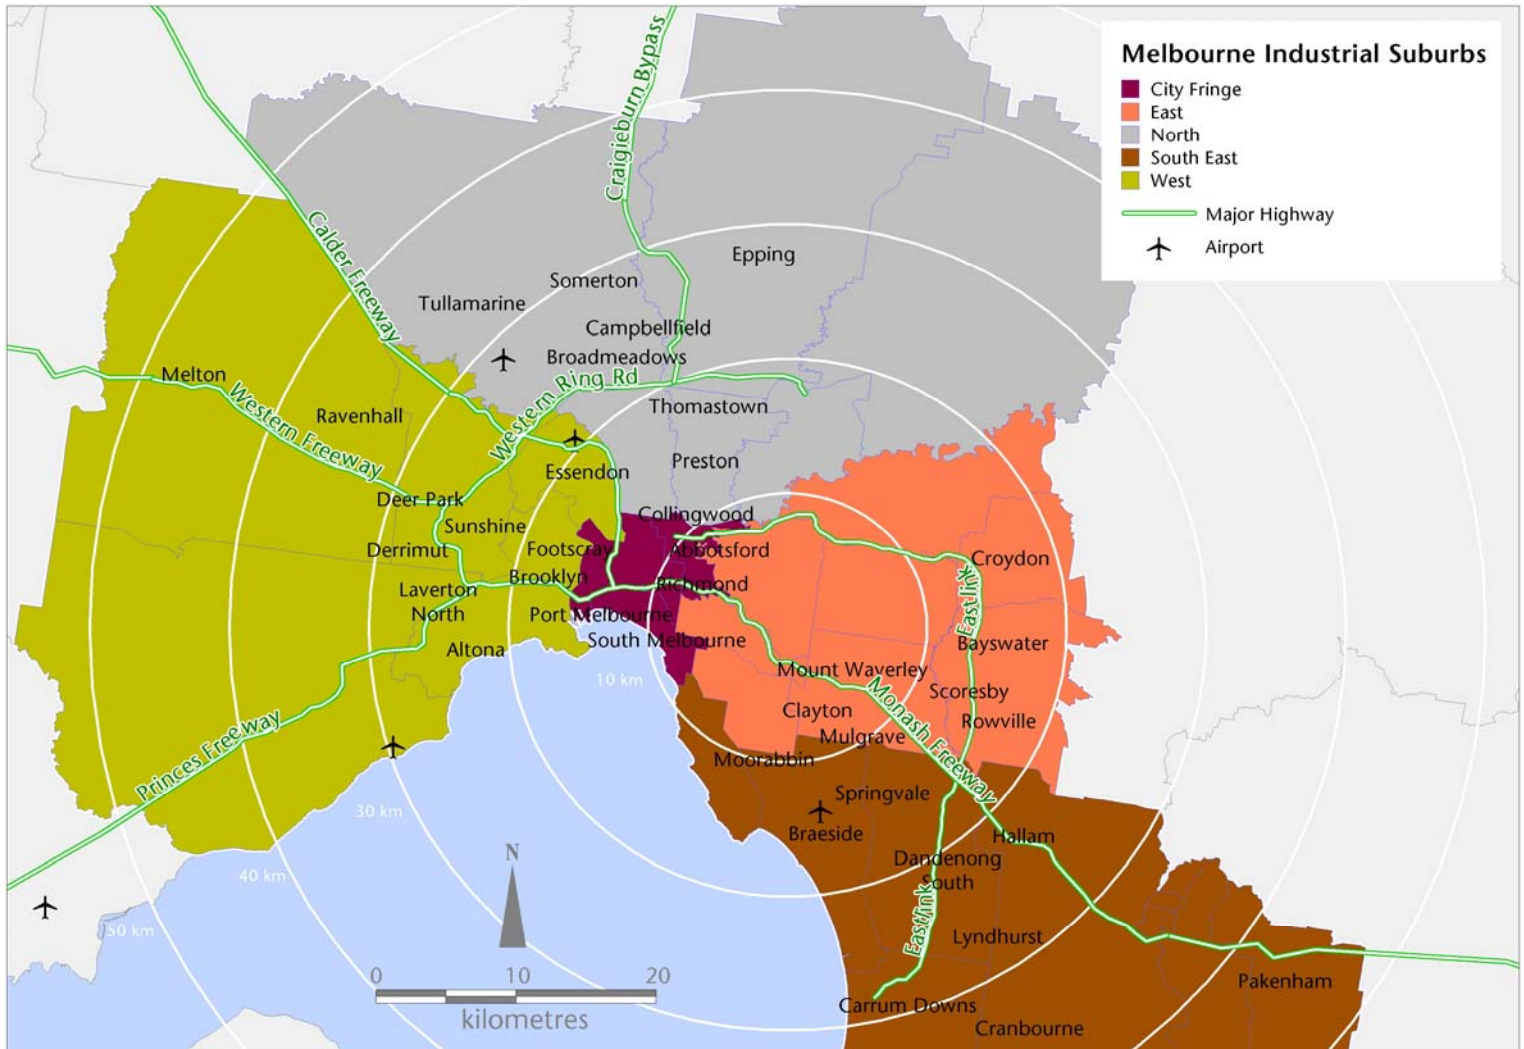 Melbourne Industrial Suburbs
City Fringe
East
North
South East
West
Major Highway
Airport
Craigieburn Bypass
Calder Freeway
Epping
Somerton
Tullamarine
Campbellfield
Broadmeadows
Western Ring Rd
Melton
Western Freeway
Ravenhall
Thomastown
Preston
Essendon
Deer Park
Sunshine
Collingwood
Derrimut
Footscray
Abbotsford
Croydon
Brooklyn
Richmond
Eastlink
Laverton
North
Port Melbourne
South Melbourne
Bayswater
Altona
10 km
Mount Waverley
Scoresby
Monash Freeway
Clayton
Rowville
Mulgrave
Princes Freeway
Moorabbin
Springvale
30 km
Braeside
Hallam
N
Dandenong
South
40 km
Eastlink
50 km
Lyndhurst
0 10 20
kilometres
Pakenham
Carrum Downs
Cranbourne